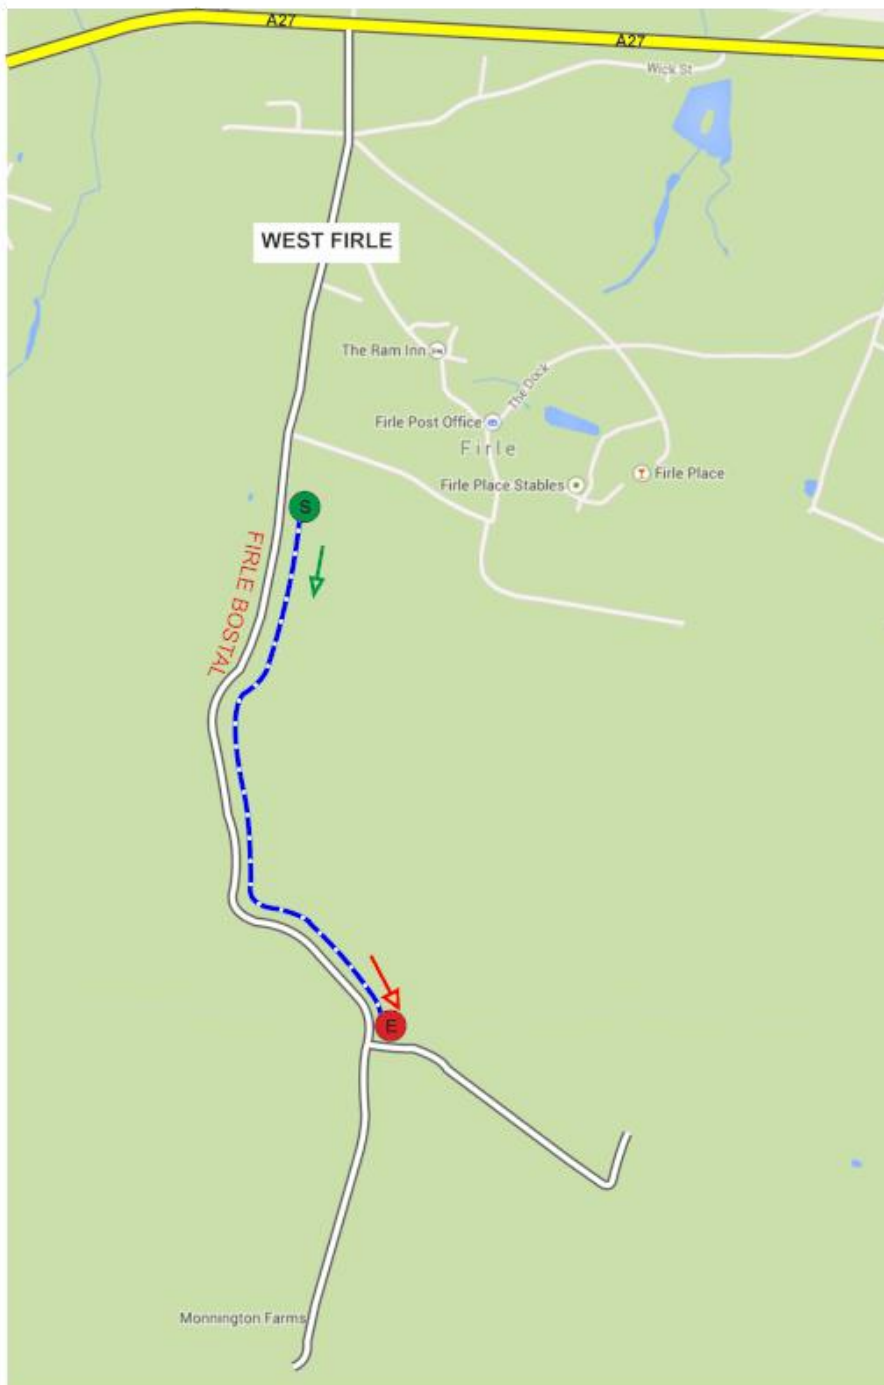 A27
A27
Wick St
WEST FIRLE
The Ram Inn
The Dock
Firle Post Office
Firle
Firle Place
Firle Place Stables
S
FIRLE BOSTAL
E
Monnington Farms